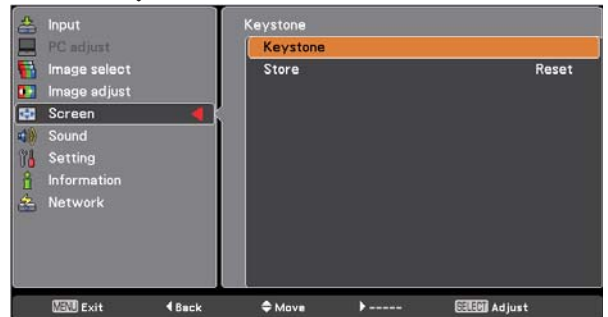 Input
PC adjust
Image select
Image adjust
Screen
Sound
Setting
Information
Network
Keystone
Keystone
Store Reset
MENU Exit Back Move ----- SELECT Adjust